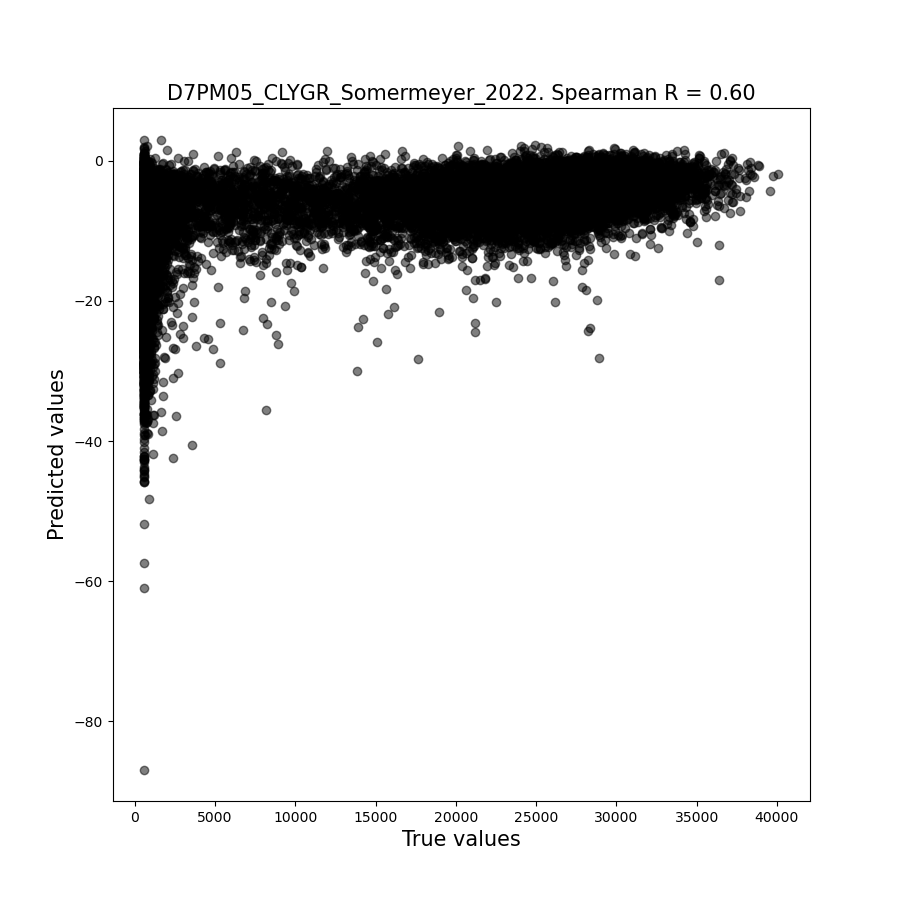 D7PM05_CLYGR_Somermeyer_2022. Spearman R = 0.60
Predicted values
0
−20
−40
−60
−80
0 5000 10000 15000 20000 25000 30000 35000 40000
True values